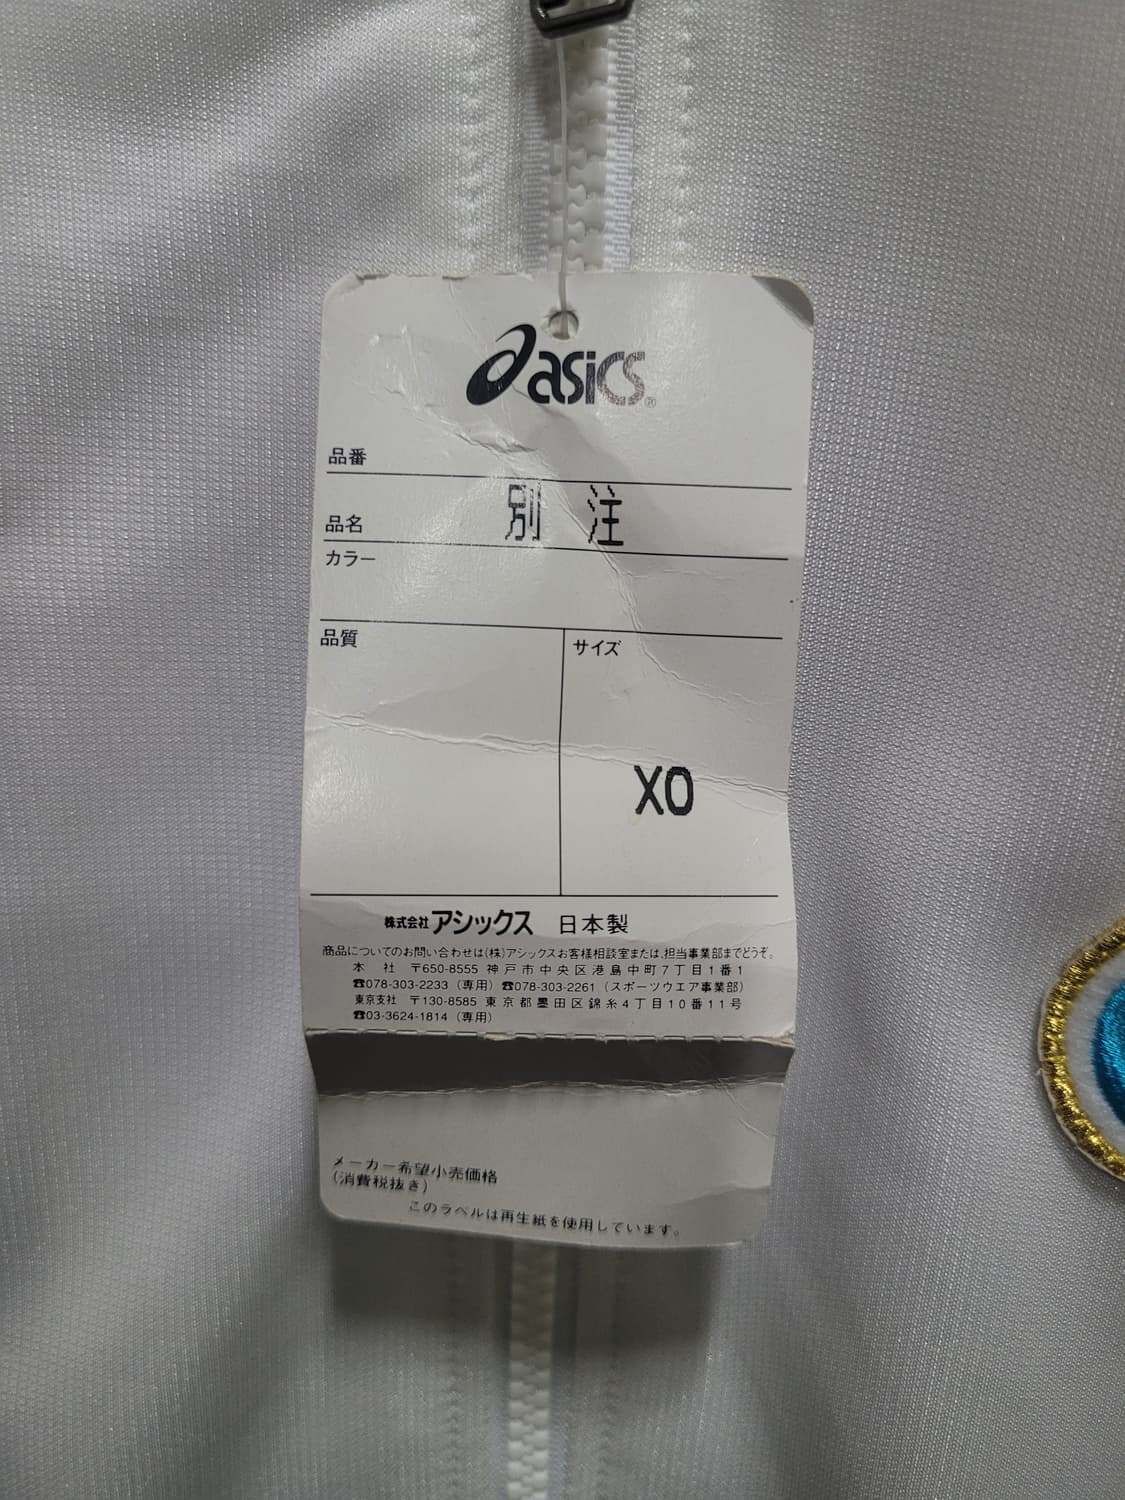 asics®
品番
品名 別 注
カラー
品質
サイズ
XO
株式会社アシックス 日本製
商品についてのお問い合わせは(株)アシックスお客様相談室または、担当事業部までどうぞ。
本 社 〒650-8555 神戸市中央区港島中町7丁目1番1
☎078-303-2233（専用）☎078-303-2261（スポーツウエア事業部）
東京支社 〒130-8585 東京都墨田区錦糸4丁目10番11号
☎03-3624-1814（専用）
メーカー希望小売価格
(消費税抜き)
このラベルは再生紙を使用しています。